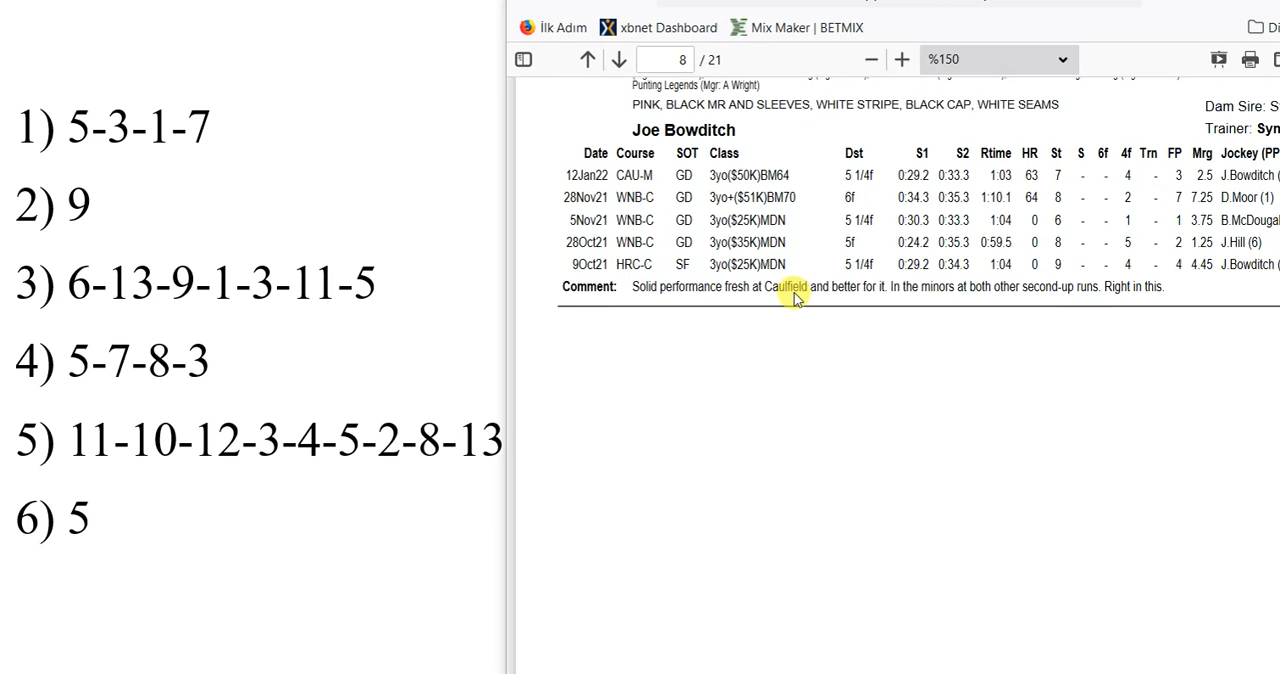 1) 5-3-1-7
2) 9
3) 6-13-9-1-3-11-5
4) 5-7-8-3
5) 11-10-12-3-4-5-2-8-13
6) 5
İlk Adım xbnet Dashboard Mix Maker | BETMIX Di
8 / 21 %150
Punting Legends (Mgr: A Wright)
PINK, BLACK MR AND SLEEVES, WHITE STRIPE, BLACK CAP, WHITE SEAMS Dam Sire: S
Joe Bowditch Trainer: Syn
Date Course SOT Class Dst S1 S2 Rtime HR St S 6f 4f Trn FP Mrg Jockey (PP
12Jan22 CAU-M GD 3yo($50K)BM64 5 1/4f 0:29.2 0:33.3 1:03 63 7 - - 4 - 3 2.5 J.Bowditch (
28Nov21 WNB-C GD 3yo+($51K)BM70 6f 0:34.3 0:35.3 1:10.1 64 8 - - 2 - 7 7.25 D.Moor (1)
5Nov21 WNB-C GD 3yo($25K)MDN 5 1/4f 0:30.3 0:33.3 1:04 0 6 - - 1 - 1 3.75 B.McDougal
28Oct21 WNB-C GD 3yo($35K)MDN 5f 0:24.2 0:35.3 0:59.5 0 8 - - 5 - 2 1.25 J.Hill (6)
9Oct21 HRC-C SF 3yo($25K)MDN 5 1/4f 0:29.2 0:34.3 1:04 0 9 - - 4 - 4 4.45 J.Bowditch (
Comment: Solid performance fresh at Caulfield and better for it. In the minors at both other second-up runs. Right in this.